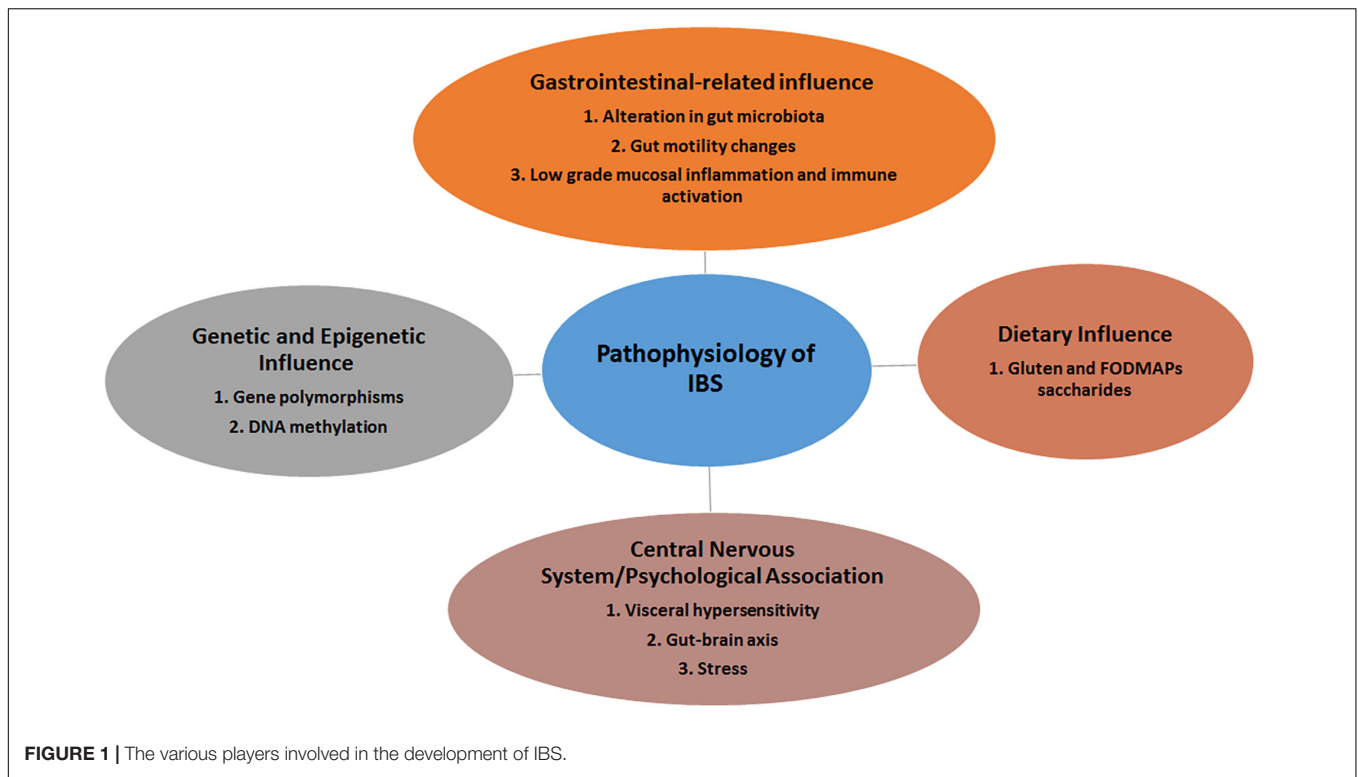 Gastrointestinal-related influence
1. Alteration in gut microbiota
2. Gut motility changes
3. Low grade mucosal inflammation and immune
activation
Genetic and Epigenetic
Influence
1. Gene polymorphisms
2. DNA methylation
Pathophysiology of
IBS
Dietary Influence
1. Gluten and FODMAPs
saccharides
Central Nervous
System/Psychological Association
1. Visceral hypersensitivity
2. Gut-brain axis
3. Stress
FIGURE 1 | The various players involved in the development of IBS.